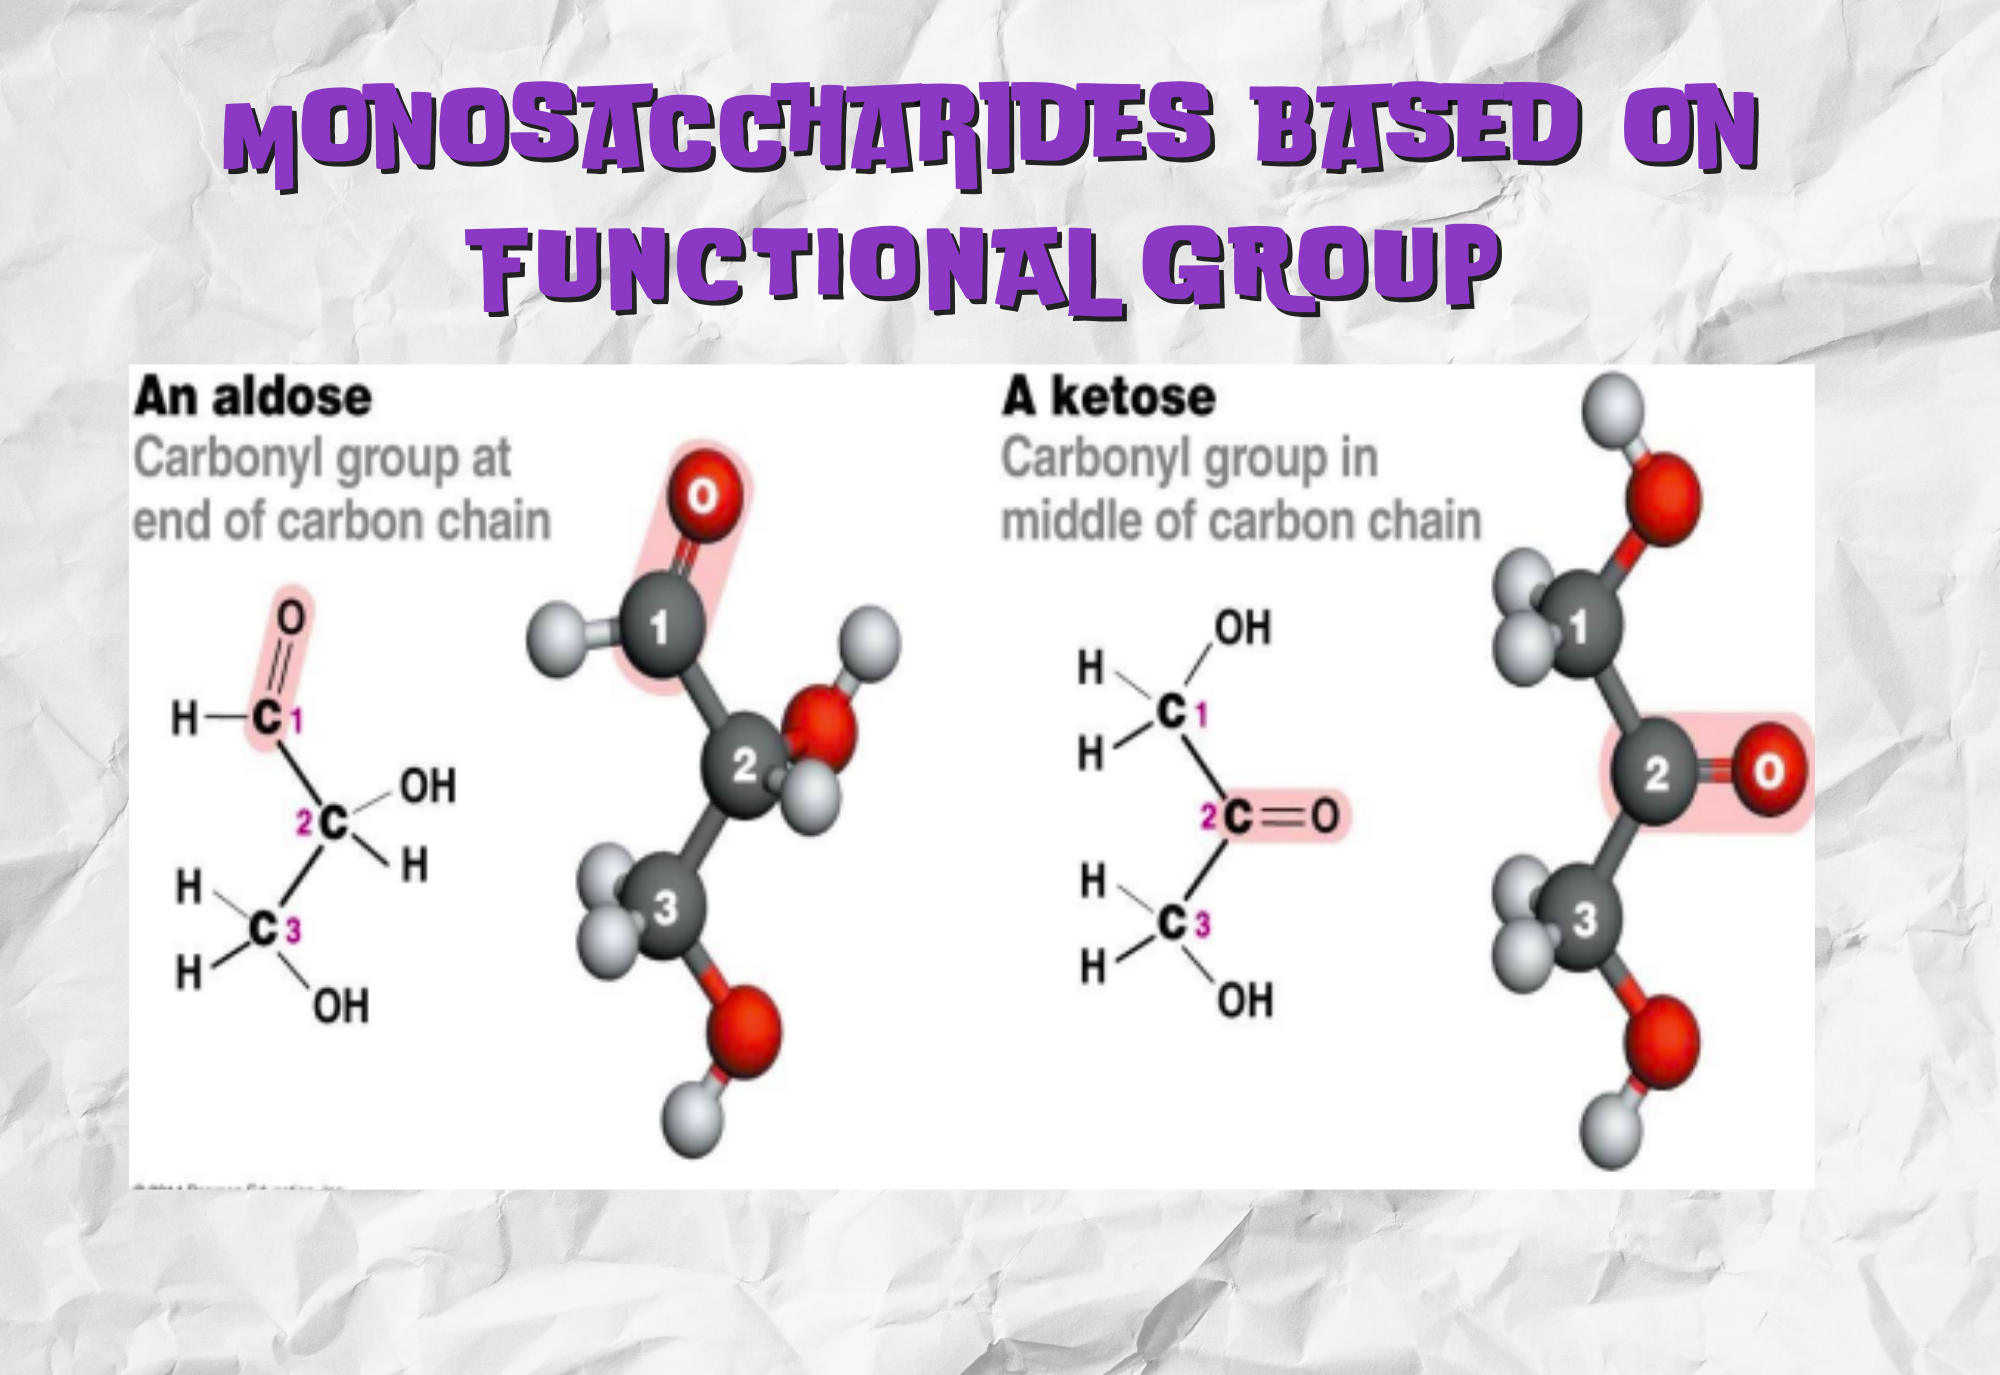 MONOSACCHARIDES BASED ON
FUNCTIONAL GROUP
An aldose
Carbonyl group at
end of carbon chain
O
H C 1
2 C OH
H
H
C 3
H
OH
O
1
2
3
A ketose
Carbonyl group in
middle of carbon chain
OH
H
C 1
H
2 C O
H
C 3
H
OH
1
2 O
3